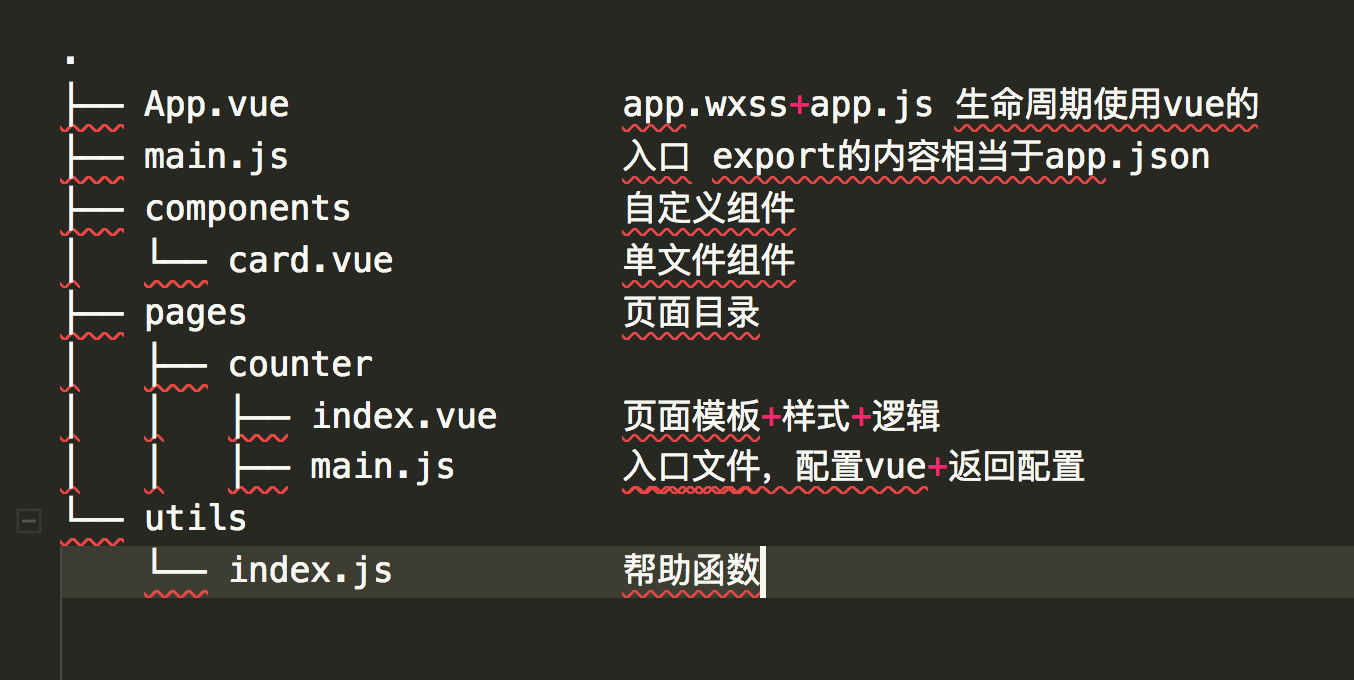 .
├── App.vue                app.wxss+app.js 生命周期使用vue的
├── main.js                入口 export的内容相当于app.json
├── components             自定义组件
│   └── card.vue           单文件组件
├── pages                  页面目录
│   ├── counter
│   │   ├── index.vue      页面模板+样式+逻辑
│   │   ├── main.js        入口文件，配置vue+返回配置
└── utils
    └── index.js           帮助函数